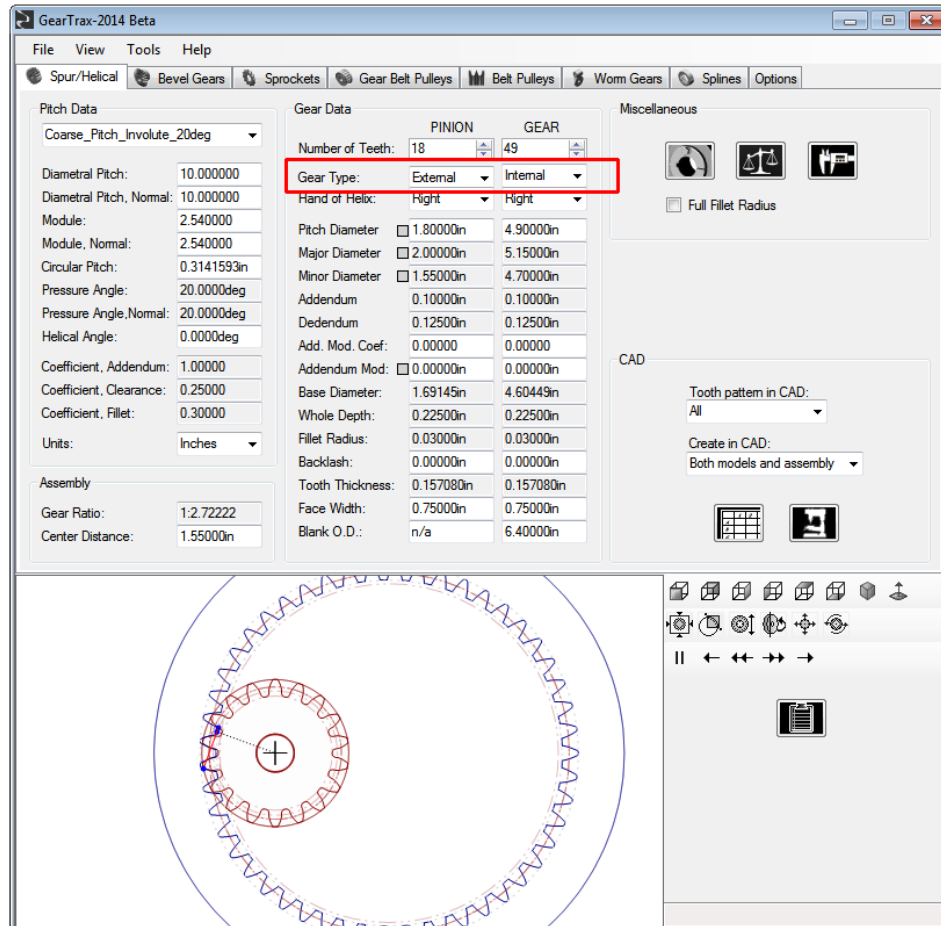 GearTrax-2014 Beta
File View Tools Help
Spur/Helical Bevel Gears Sprockets Gear Belt Pulleys Belt Pulleys Worm Gears Splines Options
Pitch Data
Coarse_Pitch_Involute_20deg
Diametral Pitch: 10.000000
Diametral Pitch, Normal: 10.000000
Module: 2.540000
Module, Normal: 2.540000
Circular Pitch: 0.3141593in
Pressure Angle: 20.0000deg
Pressure Angle,Normal: 20.0000deg
Helical Angle: 0.0000deg
Coefficient, Addendum: 1.00000
Coefficient, Clearance: 0.25000
Coefficient, Fillet: 0.30000
Units: Inches
Assembly
Gear Ratio: 1:2.72222
Center Distance: 1.55000in
Gear Data
PINION GEAR
Number of Teeth: 18 49
Gear Type: External Internal
Hand of Helix: Right Right
Pitch Diameter 1.80000in 4.90000in
Major Diameter 2.00000in 5.15000in
Minor Diameter 1.55000in 4.70000in
Addendum 0.10000in 0.10000in
Dedendum 0.12500in 0.12500in
Add. Mod. Coef: 0.00000 0.00000
Addendum Mod: 0.00000in 0.00000in
Base Diameter: 1.69145in 4.60449in
Whole Depth: 0.22500in 0.22500in
Fillet Radius: 0.03000in 0.03000in
Backlash: 0.00000in 0.00000in
Tooth Thickness: 0.157080in 0.157080in
Face Width: 0.75000in 0.75000in
Blank O.D.: n/a 6.40000in
Miscellaneous
Full Fillet Radius
CAD
Tooth pattern in CAD:
All
Create in CAD:
Both models and assembly